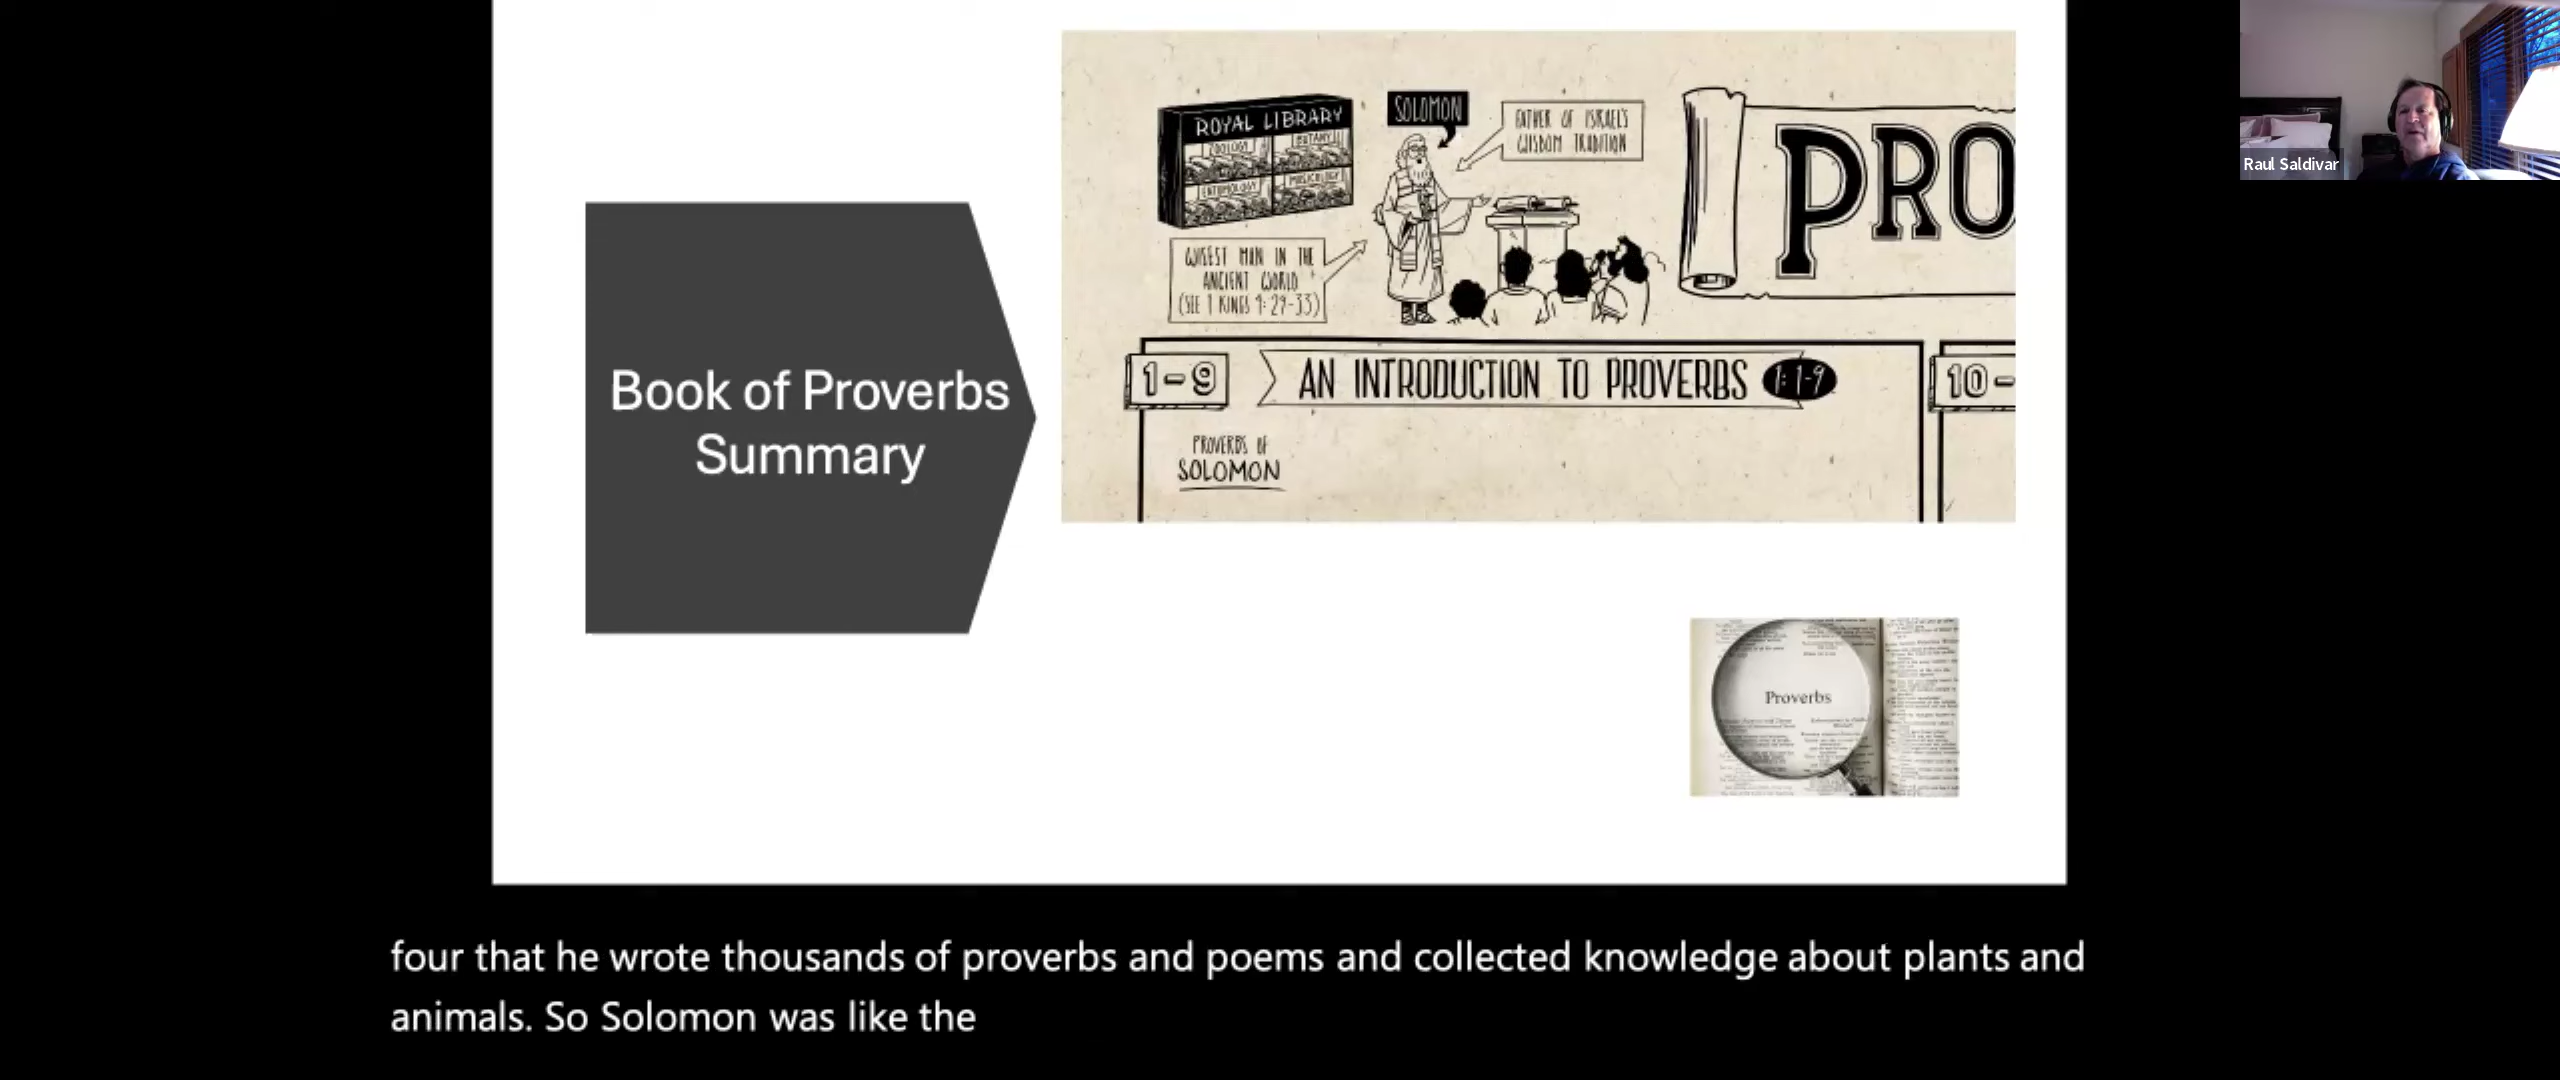 Raul Saldivar
Book of Proverbs
Summary
ROYAL LIBRARY
ZOOLOGY
BOTANY
ENTOMOLOGY
MUSICOLOGY
SOLOMON
FATHER OF ISRAEL'S
WISDOM TRADITION
WISEST MAN IN THE
ANCIENT WORLD
(SEE 1 KINGS 4:29-33)
PRO
1-9
AN INTRODUCTION TO PROVERBS
1:1-9
10-
PROVERBS OF
SOLOMON
Proverbs
four that he wrote thousands of proverbs and poems and collected knowledge about plants and
animals. So Solomon was like the